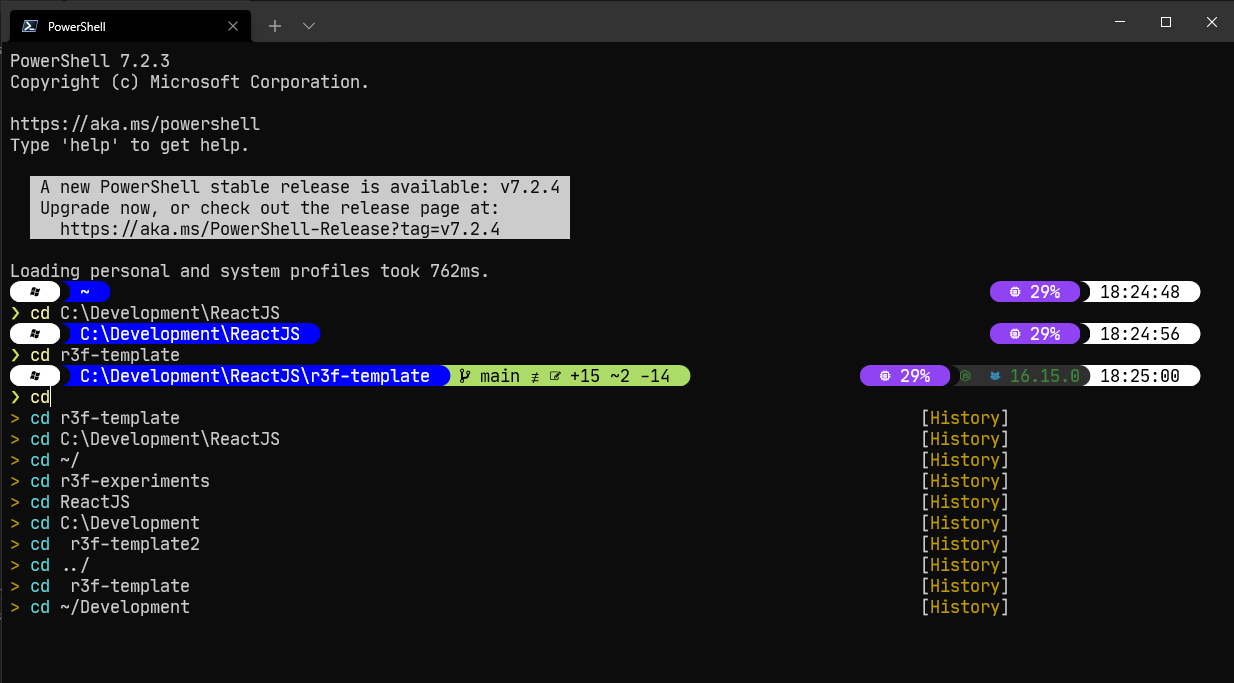 PowerShell
PowerShell 7.2.3
Copyright (c) Microsoft Corporation.
https://aka.ms/powershell
Type 'help' to get help.
A new PowerShell stable release is available: v7.2.4
Upgrade now, or check out the release page at:
https://aka.ms/PowerShell-Release?tag=v7.2.4
Loading personal and system profiles took 762ms.
~ 29% 18:24:48
❯ cd C:\Development\ReactJS
C:\Development\ReactJS 29% 18:24:56
❯ cd r3f-template
C:\Development\ReactJS\r3f-template main ≢ +15 ~2 -14 29% 16.15.0 18:25:00
❯ cd
> cd r3f-template [History]
> cd C:\Development\ReactJS [History]
> cd ~/ [History]
> cd r3f-experiments [History]
> cd ReactJS [History]
> cd C:\Development [History]
> cd  r3f-template2 [History]
> cd ../ [History]
> cd  r3f-template [History]
> cd ~/Development [History]